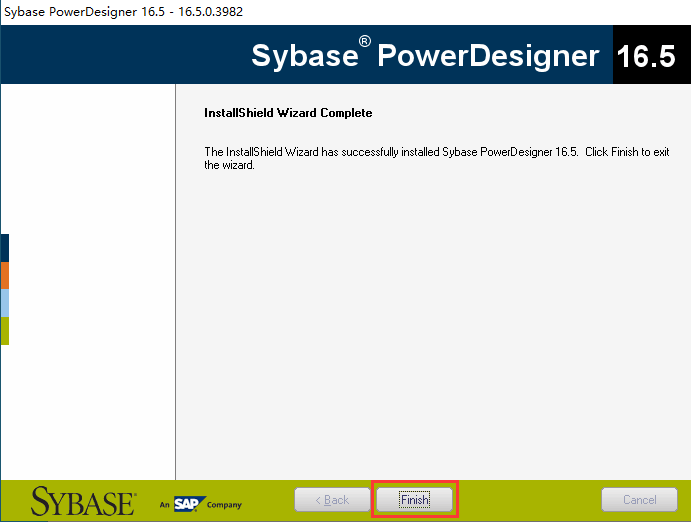 Sybase PowerDesigner 16.5 - 16.5.0.3982
Sybase® PowerDesigner 16.5
InstallShield Wizard Complete
The InstallShield Wizard has successfully installed Sybase PowerDesigner 16.5. Click Finish to exit
the wizard.
SYBASE® An SAP Company < Back Finish Cancel